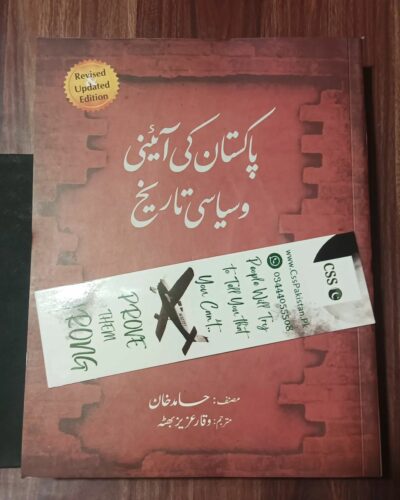 Revised
&
Updated
Edition
پاکستان کی آئینی
و سیاسی تاریخ
CSS
www.CssPakistan.Pk
03444055508
People Will Try
to Tell You that
You Can't.
PROVE
THEM
WRONG
مصنف: حامد خان
مترجم: وقار عزیز بھٹہ